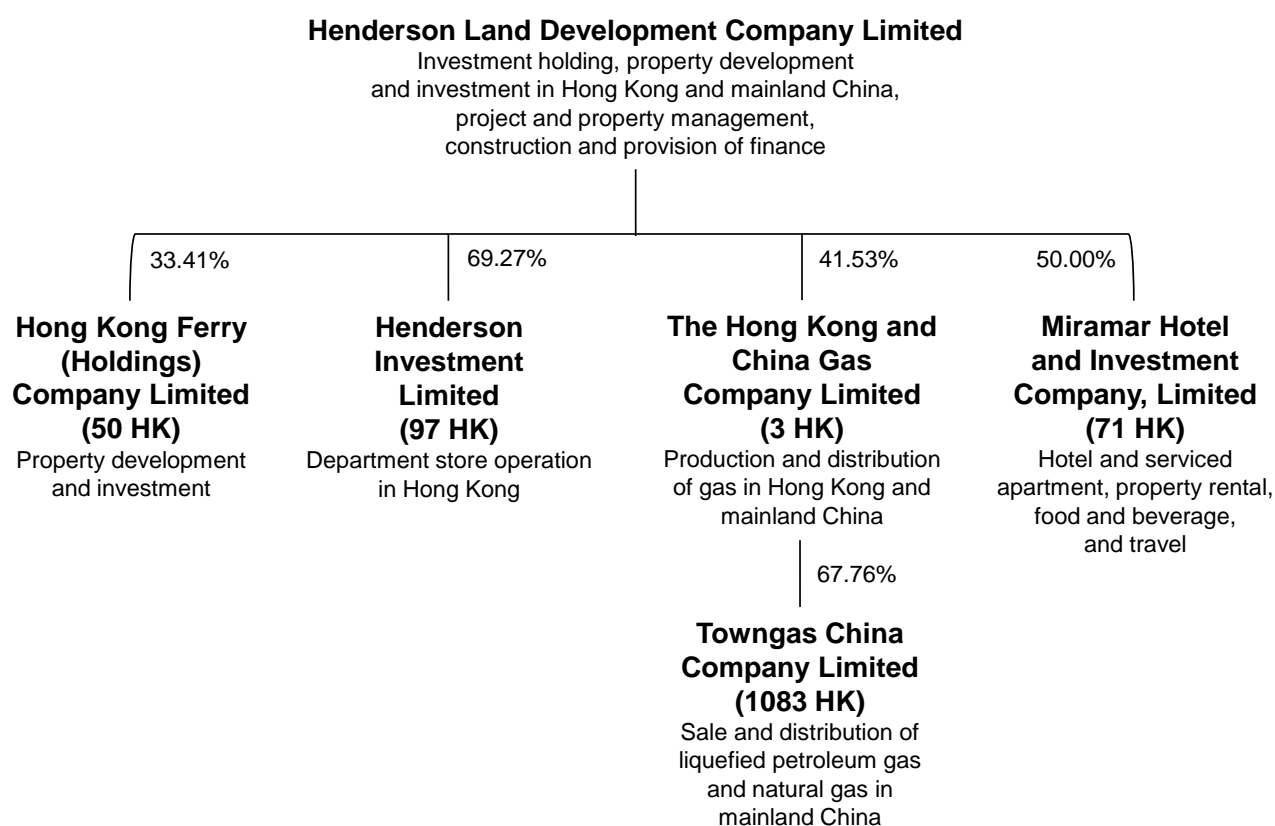 Henderson Land Development Company Limited
Investment holding, property development
and investment in Hong Kong and mainland China,
project and property management,
construction and provision of finance
33.41%
69.27%
41.53%
50.00%
Hong Kong Ferry
(Holdings)
Company Limited
(50 HK)
Property development
and investment
Henderson
Investment
Limited
(97 HK)
Department store operation
in Hong Kong
The Hong Kong and
China Gas
Company Limited
(3 HK)
Production and distribution
of gas in Hong Kong and
mainland China
Miramar Hotel
and Investment
Company, Limited
(71 HK)
Hotel and serviced
apartment, property rental,
food and beverage,
and travel
67.76%
Towngas China
Company Limited
(1083 HK)
Sale and distribution of
liquefied petroleum gas
and natural gas in
mainland China